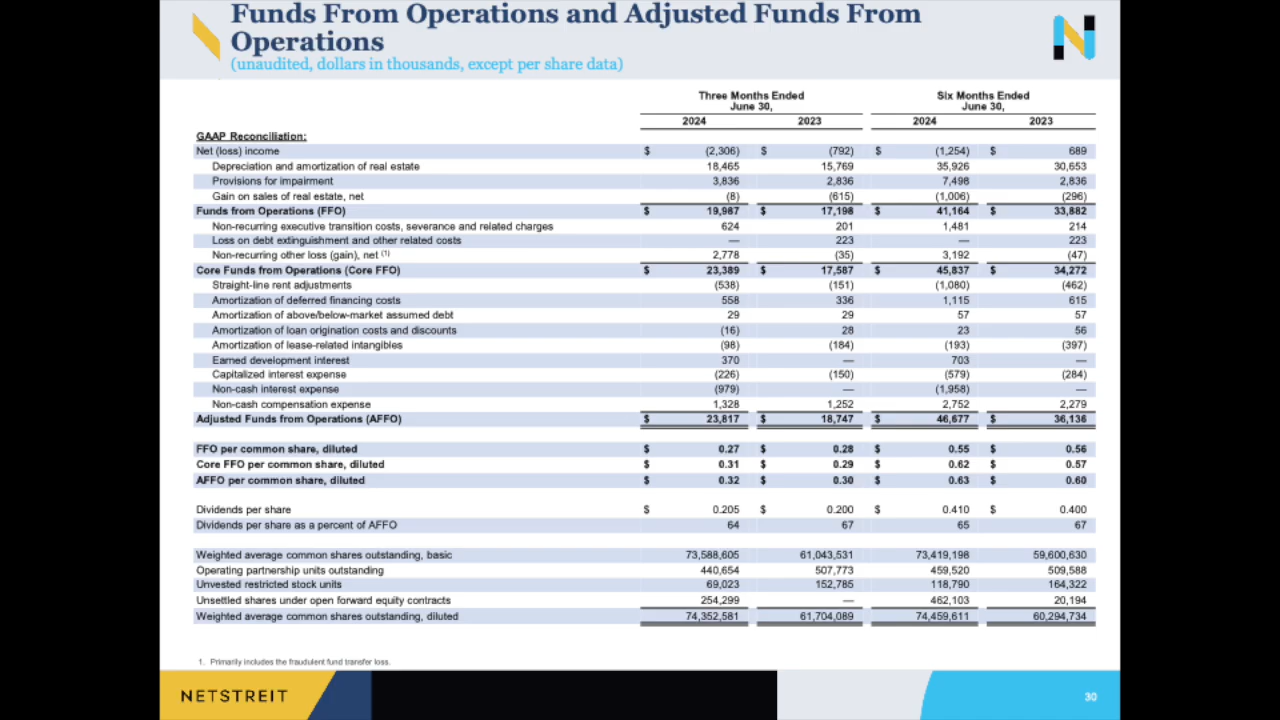 Funds From Operations and Adjusted Funds From
Operations
(unaudited, dollars in thousands, except per share data)
Three Months Ended Six Months Ended
June 30, June 30,
2024 2023 2024 2023
GAAP Reconciliation:
Net (loss) income $ (2,306) $ (792) $ (1,254) $ 689
Depreciation and amortization of real estate 18,465 15,769 35,926 30,653
Provisions for impairment 3,836 2,836 7,498 2,836
Gain on sales of real estate, net (8) (615) (1,006) (296)
Funds from Operations (FFO) $ 19,987 $ 17,198 $ 41,164 $ 33,882
Non-recurring executive transition costs, severance and related charges 624 201 1,481 214
Loss on debt extinguishment and other related costs — 223 — 223
Non-recurring other loss (gain), net (1) 2,778 (35) 3,192 (47)
Core Funds from Operations (Core FFO) $ 23,389 $ 17,587 $ 45,837 $ 34,272
Straight-line rent adjustments (538) (151) (1,080) (462)
Amortization of deferred financing costs 558 336 1,115 615
Amortization of above/below-market assumed debt 29 29 57 57
Amortization of loan origination costs and discounts (16) 28 23 56
Amortization of lease-related intangibles (98) (184) (193) (397)
Earned development interest 370 — 703 —
Capitalized interest expense (226) (150) (579) (284)
Non-cash interest expense (979) — (1,958) —
Non-cash compensation expense 1,328 1,252 2,752 2,279
Adjusted Funds from Operations (AFFO) $ 23,817 $ 18,747 $ 46,677 $ 36,136
FFO per common share, diluted $ 0.27 $ 0.28 $ 0.55 $ 0.56
Core FFO per common share, diluted $ 0.31 $ 0.29 $ 0.62 $ 0.57
AFFO per common share, diluted $ 0.32 $ 0.30 $ 0.63 $ 0.60
Dividends per share $ 0.205 $ 0.200 $ 0.410 $ 0.400
Dividends per share as a percent of AFFO 64 67 65 67
Weighted average common shares outstanding, basic 73,588,605 61,043,531 73,419,198 59,600,630
Operating partnership units outstanding 440,654 507,773 459,520 509,588
Unvested restricted stock units 69,023 152,785 118,790 164,322
Unsettled shares under open forward equity contracts 254,299 — 462,103 20,194
Weighted average common shares outstanding, diluted 74,352,581 61,704,089 74,459,611 60,294,734
1. Primarily includes the fraudulent fund transfer loss.
NETSTREIT
30